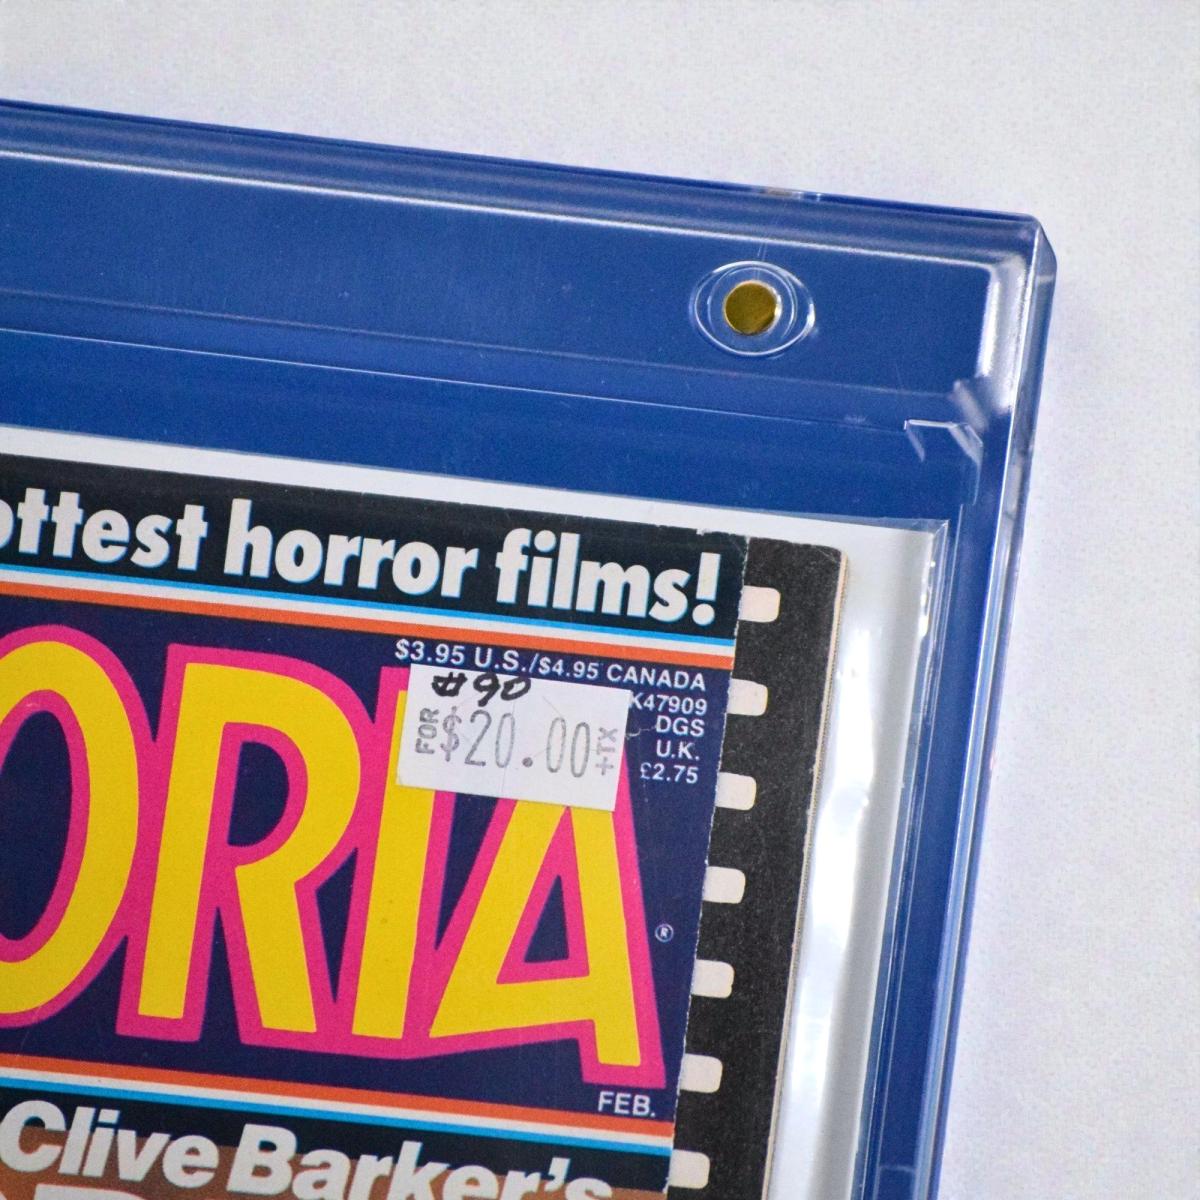 ottest horror films!
$3.95 U.S./$4.95 CANADA
K47909
DGS
U.K.
£2.75
#90
FOR $20.00 +TX
ORIA
®
FEB.
Clive Barker's